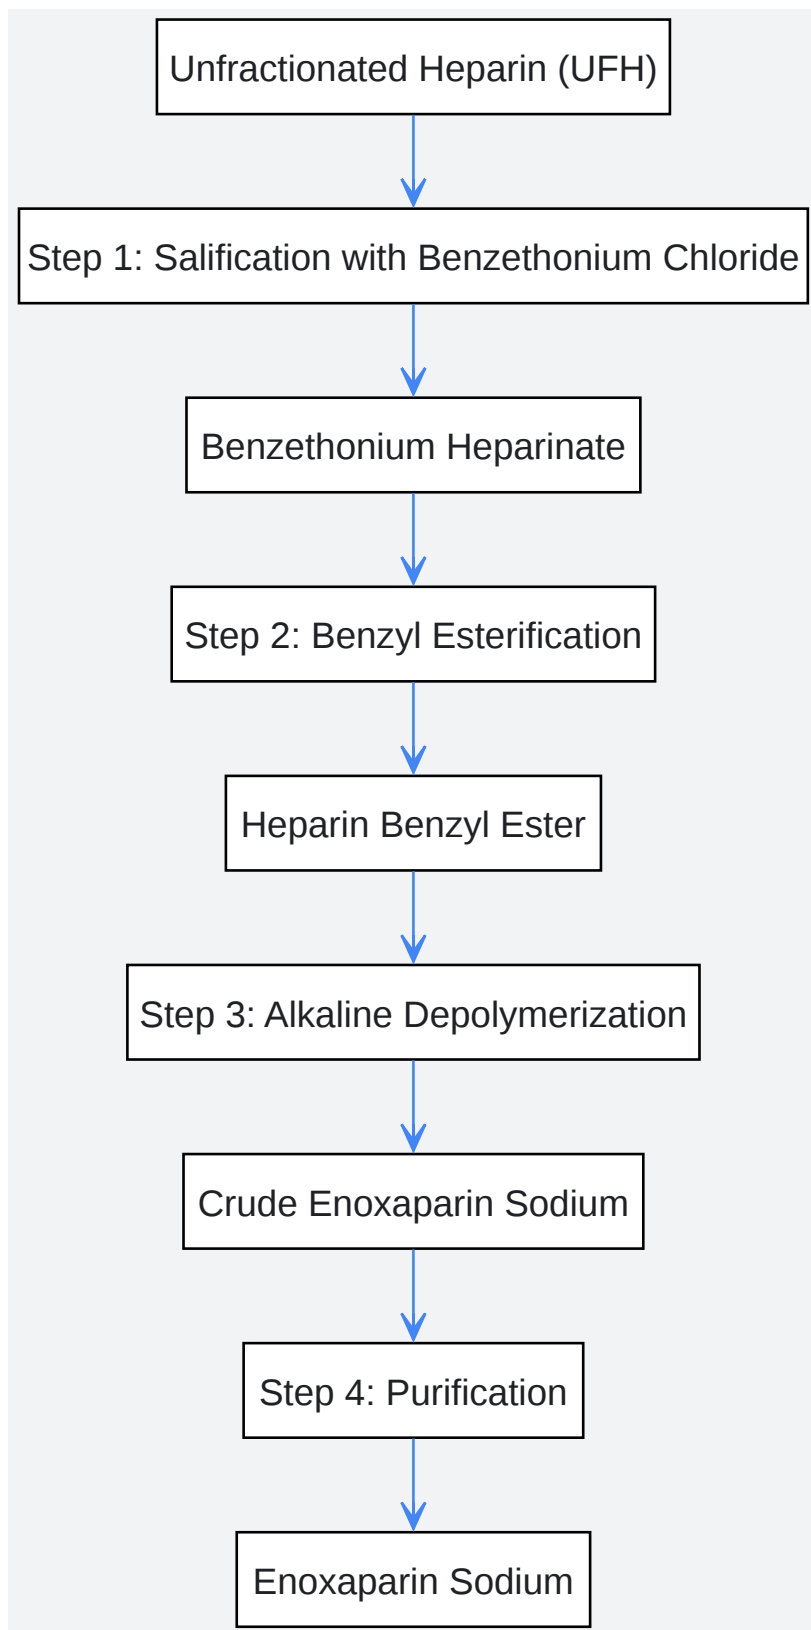 Unfractionated Heparin (UFH)
Step 1: Salification with Benzethonium Chloride
Benzethonium Heparinate
Step 2: Benzyl Esterification
Heparin Benzyl Ester
Step 3: Alkaline Depolymerization
Crude Enoxaparin Sodium
Step 4: Purification
Enoxaparin Sodium